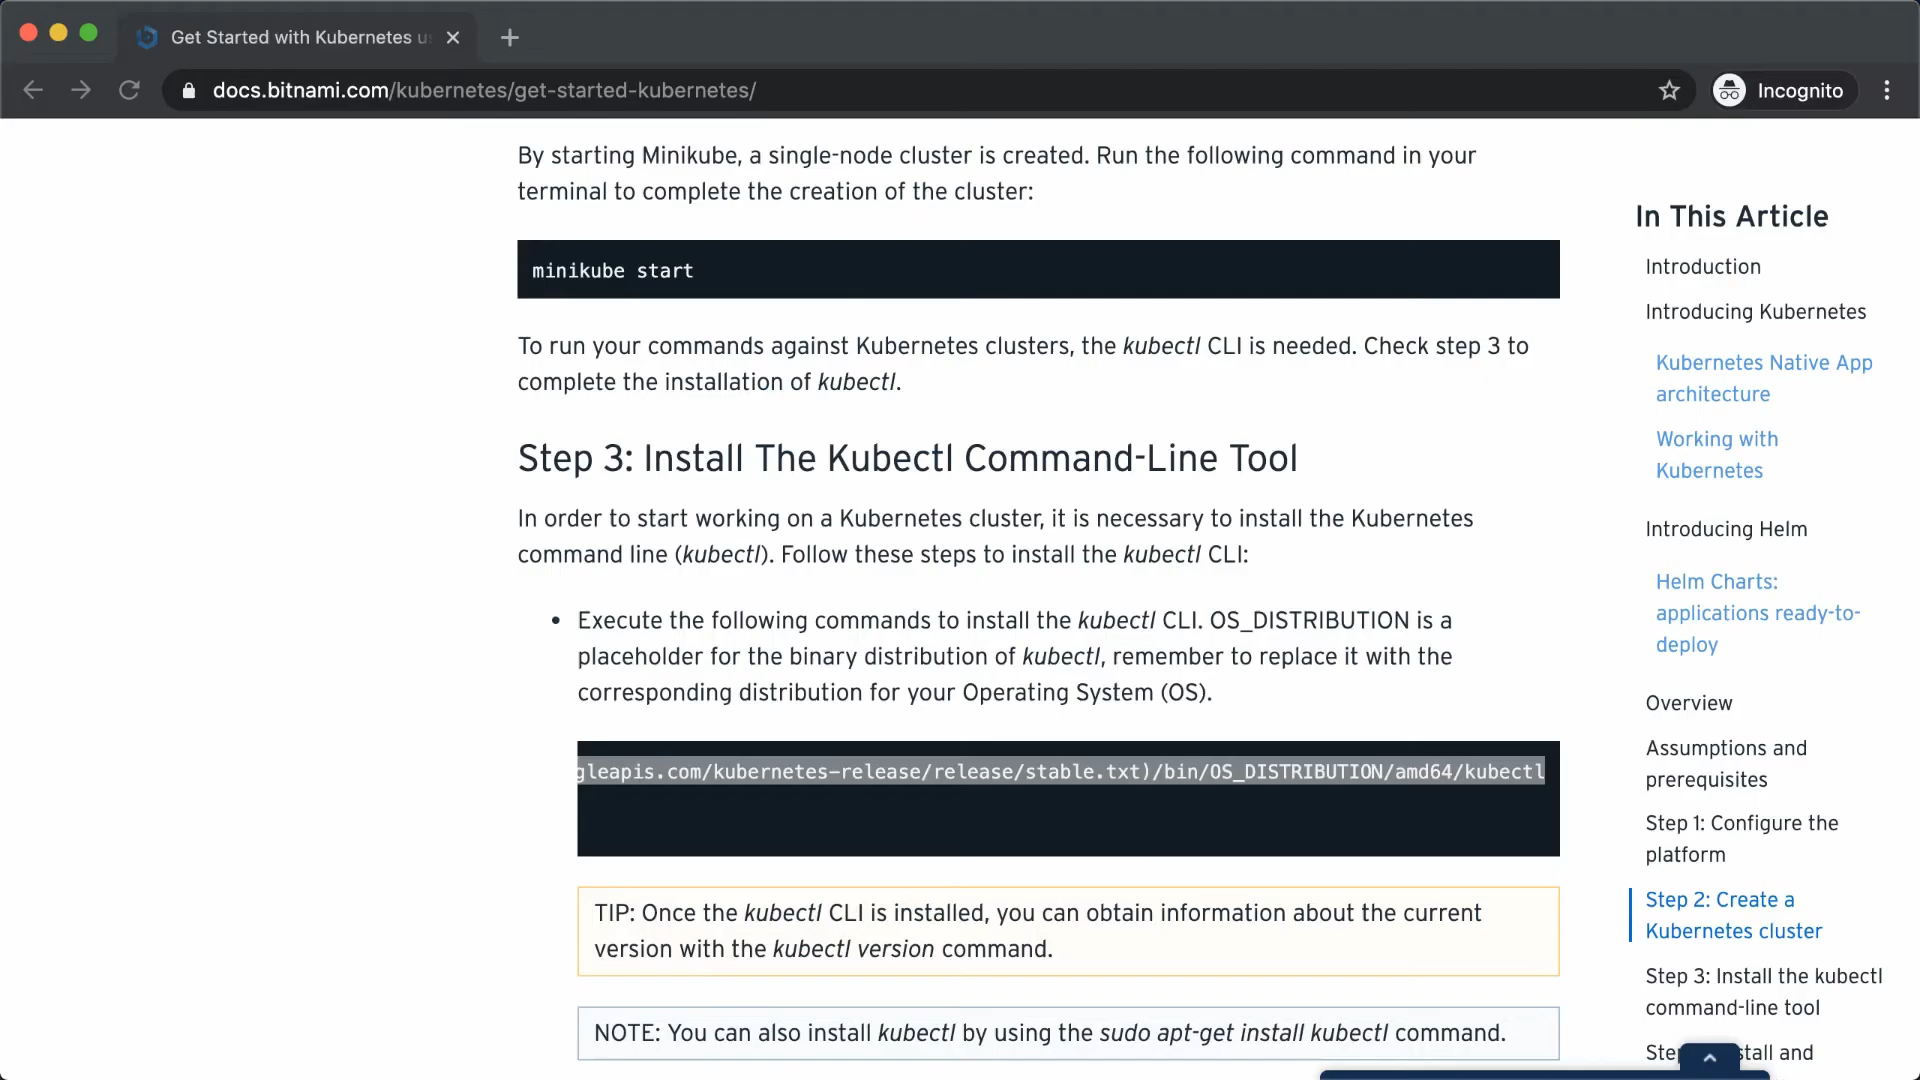 Get Started with Kubernetes u
docs.bitnami.com/kubernetes/get-started-kubernetes/
Incognito
By starting Minikube, a single-node cluster is created. Run the following command in your
terminal to complete the creation of the cluster:
minikube start
To run your commands against Kubernetes clusters, the kubectl CLI is needed. Check step 3 to
complete the installation of kubectl.
Step 3: Install The Kubectl Command-Line Tool
In order to start working on a Kubernetes cluster, it is necessary to install the Kubernetes
command line (kubectl). Follow these steps to install the kubectl CLI:
• Execute the following commands to install the kubectl CLI. OS_DISTRIBUTION is a
placeholder for the binary distribution of kubectl, remember to replace it with the
corresponding distribution for your Operating System (OS).
gleapis.com/kubernetes-release/release/stable.txt)/bin/OS_DISTRIBUTION/amd64/kubectl
TIP: Once the kubectl CLI is installed, you can obtain information about the current
version with the kubectl version command.
NOTE: You can also install kubectl by using the sudo apt-get install kubectl command.
In This Article
Introduction
Introducing Kubernetes
Kubernetes Native App
architecture
Working with
Kubernetes
Introducing Helm
Helm Charts:
applications ready-to-
deploy
Overview
Assumptions and
prerequisites
Step 1: Configure the
platform
Step 2: Create a
Kubernetes cluster
Step 3: Install the kubectl
command-line tool
Ste stall and